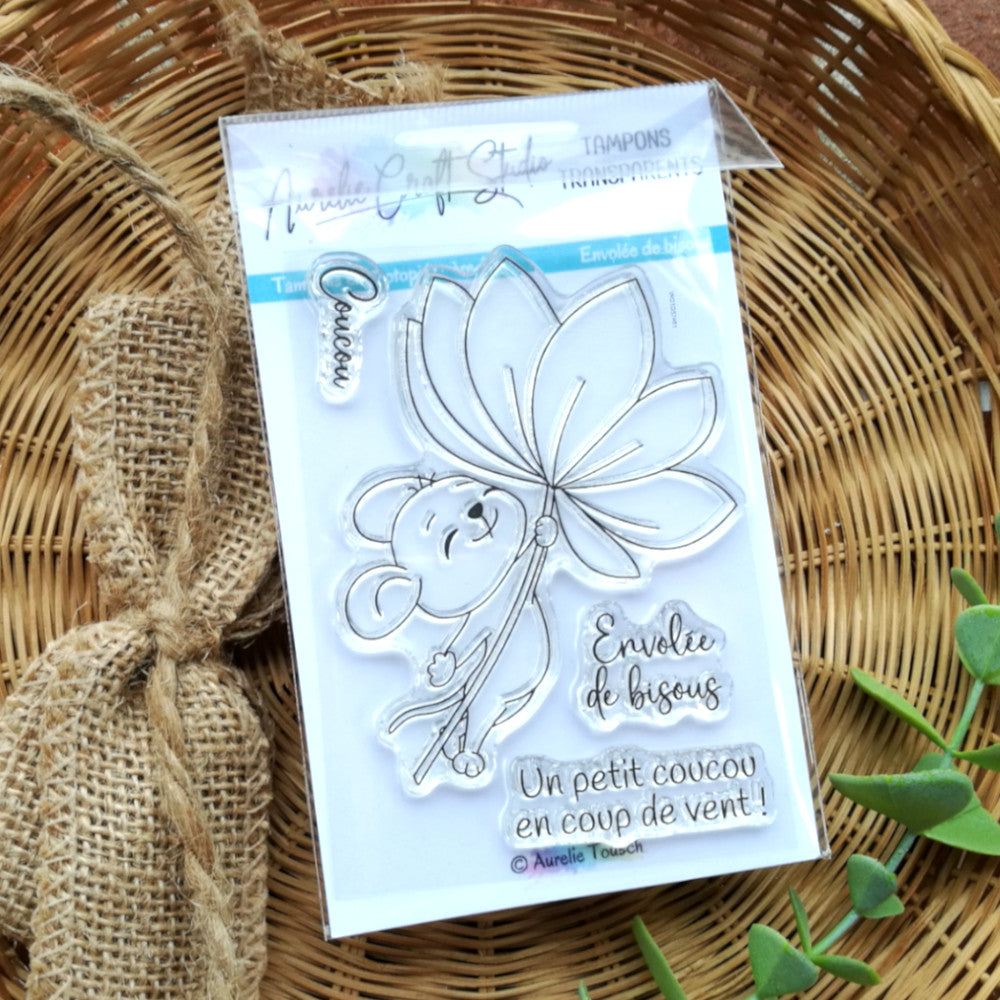 Aurelie Craft Studio
TAMPONS
TRANSPARENTS
Envolée de bisous
Coucou
Envolée
de bisous
Un petit coucou
en coup de vent !
© Aurelie Tousch